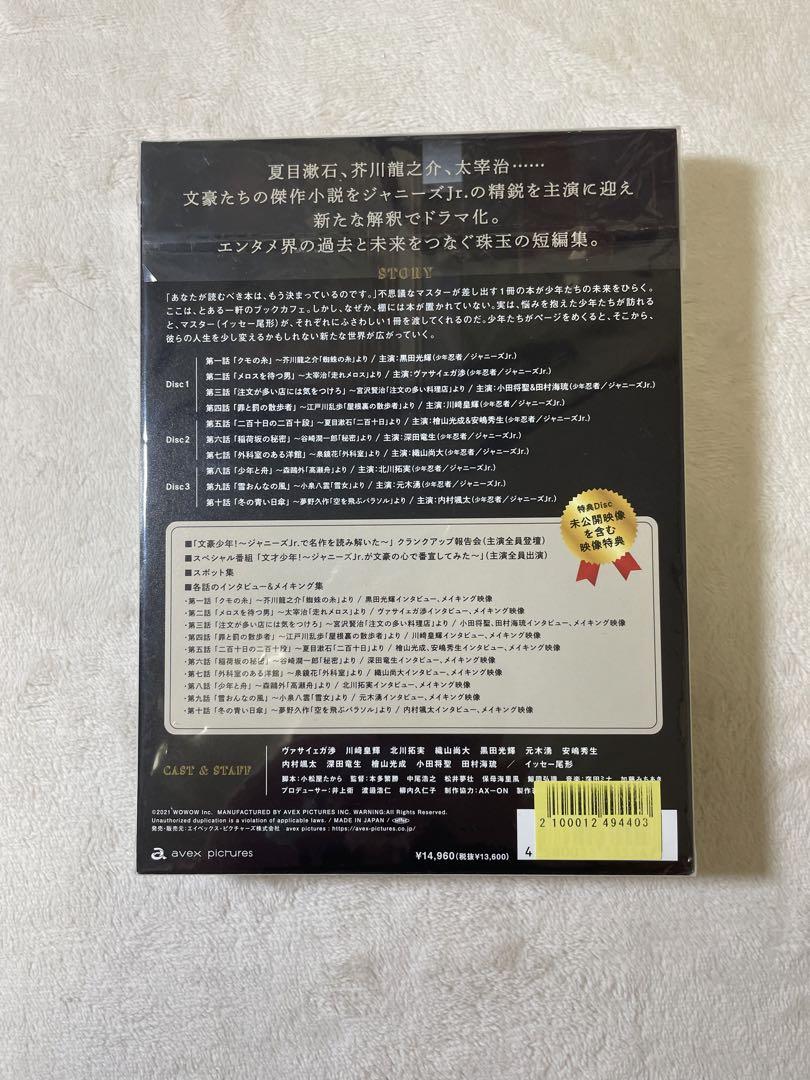 夏目漱石、芥川龍之介、太宰治……
文豪たちの傑作小説をジャニーズJr.の精鋭を主演に迎え
新たな解釈でドラマ化。
エンタメ界の過去と未来をつなぐ珠玉の短編集。
STORY
「あなたが読むべき本は、もう決まっているのです。」不思議なマスターが差し出す1冊の本が少年たちの未来をひらく。
ここは、とある一軒のブックカフェ。しかし、なぜか、棚には本が置かれていない。実は、悩みを抱えた少年たちが訪れる
と、マスター(イッセー尾形)が、それぞれにふさわしい1冊を渡してくれるのだ。少年たちがページをめくると、そこから、
彼らの人生を少し変えるかもしれない新たな世界が広がっていく。
Disc1
第一話「クモの糸」〜芥川龍之介「蜘蛛の糸」より / 主演:黒田光輝(少年忍者/ジャニーズJr.)
第二話「メロスを待つ男」〜太宰治「走れメロス」より / 主演:ヴァサイェガ渉(少年忍者/ジャニーズJr.)
第三話「注文が多い店には気をつけろ」〜宮沢賢治「注文の多い料理店」より / 主演:小田将聖&田村海琉(少年忍者/ジャニーズJr.)
第四話「罪と罰の散歩者」〜江戸川乱歩「屋根裏の散歩者」より / 主演:川﨑皇輝(少年忍者/ジャニーズJr.)
Disc2
第五話「二百十日の二百十段」〜夏目漱石「二百十日」より / 主演:檜山光成&安嶋秀生(少年忍者/ジャニーズJr.)
第六話「稲荷坂の秘密」〜谷崎潤一郎「秘密」より / 主演:深田竜生(少年忍者/ジャニーズJr.)
第七話「外科室のある洋館」〜泉鏡花「外科室」より / 主演:織山尚大(少年忍者/ジャニーズJr.)
Disc3
第八話「少年と舟」〜森鷗外「高瀬舟」より / 主演:北川拓実(少年忍者/ジャニーズJr.)
第九話「雪おんなの風」〜小泉八雲「雪女」より / 主演:元木湧(少年忍者/ジャニーズJr.)
第十話「冬の青い日傘」〜夢野久作「空を飛ぶパラソル」より / 主演:内村颯太(少年忍者/ジャニーズJr.)
特典Disc
未公開映像
を含む
映像特典
■「文豪少年!〜ジャニーズJr.で名作を読み解いた〜」クランクアップ報告会(主演全員登壇)
■スペシャル番組「文才少年!〜ジャニーズJr.が文豪の心で番宣してみた〜」(主演全員出演)
■スポット集
■各話のインタビュー&メイキング集
・第一話「クモの糸」〜芥川龍之介「蜘蛛の糸」より / 黒田光輝インタビュー、メイキング映像
・第二話「メロスを待つ男」〜太宰治「走れメロス」より / ヴァサイェガ渉インタビュー、メイキング映像
・第三話「注文が多い店には気をつけろ」〜宮沢賢治「注文の多い料理店」より / 小田将聖、田村海琉インタビュー、メイキング映像
・第四話「罪と罰の散歩者」〜江戸川乱歩「屋根裏の散歩者」より / 川﨑皇輝インタビュー、メイキング映像
・第五話「二百十日の二百十段」〜夏目漱石「二百十日」より / 檜山光成、安嶋秀生インタビュー、メイキング映像
・第六話「稲荷坂の秘密」〜谷崎潤一郎「秘密」より / 深田竜生インタビュー、メイキング映像
・第七話「外科室のある洋館」〜泉鏡花「外科室」より / 織山尚大インタビュー、メイキング映像
・第八話「少年と舟」〜森鷗外「高瀬舟」より / 北川拓実インタビュー、メイキング映像
・第九話「雪おんなの風」〜小泉八雲「雪女」より / 元木湧インタビュー、メイキング映像
・第十話「冬の青い日傘」〜夢野久作「空を飛ぶパラソル」より / 内村颯太インタビュー、メイキング映像
CAST & STAFF
ヴァサイェガ渉 川﨑皇輝 北川拓実 織山尚大 黒田光輝 元木湧 安嶋秀生
内村颯太 深田竜生 檜山光成 小田将聖 田村海琉 / イッセー尾形
脚本:小松屋たから 監督:本多繁勝 中尾浩之 松井夢壮 保母海里風 音楽:窪田ミナ 加藤みちあき
プロデューサー:井上衛 渡邉浩仁 柳内久仁子 制作協力:AX-ON
©2021 WOWOW Inc. MANUFACTURED BY AVEX PICTURES INC. WARNING:All Rights Reserved.
Unauthorized duplication is a violation of applicable laws. / MADE IN JAPAN /
発売・販売元:エイベックス・ピクチャーズ株式会社 avex pictures : https://avex-pictures.co.jp/
avex pictures
¥14,960(税抜¥13,600)
4
2 100012 494403